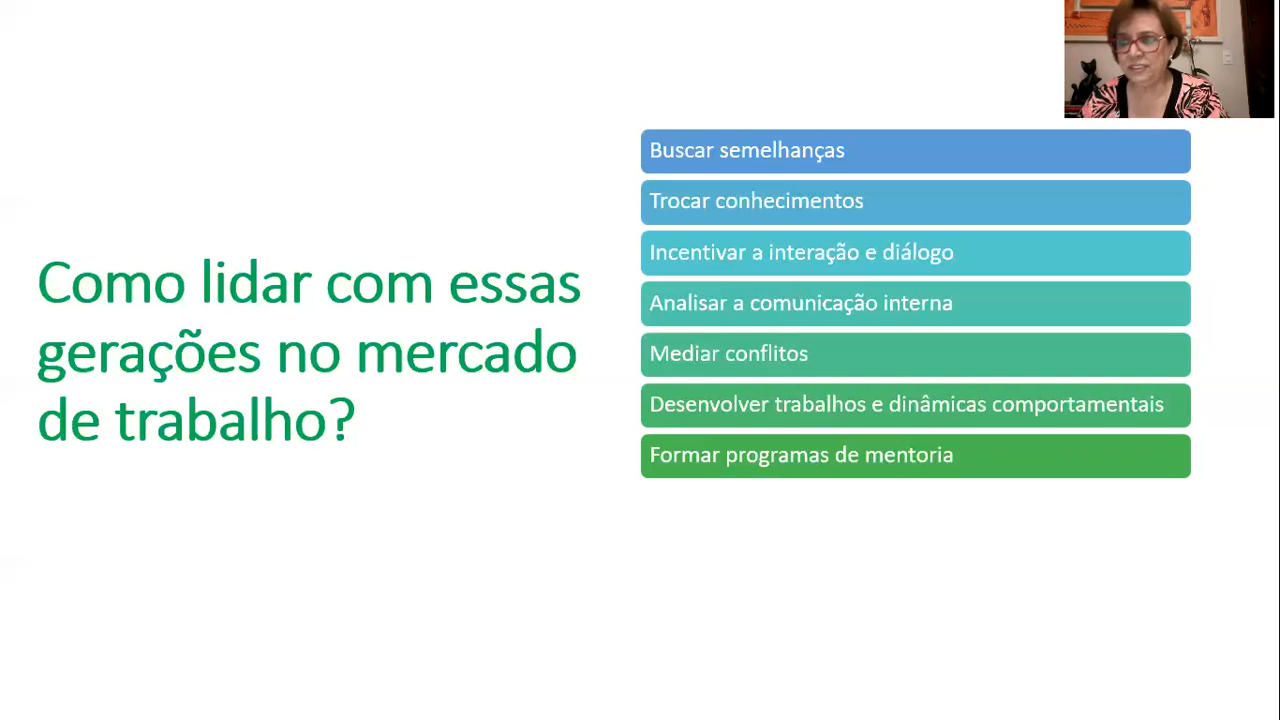 Como lidar com essas
gerações no mercado
de trabalho?
Buscar semelhanças
Trocar conhecimentos
Incentivar a interação e diálogo
Analisar a comunicação interna
Mediar conflitos
Desenvolver trabalhos e dinâmicas comportamentais
Formar programas de mentoria